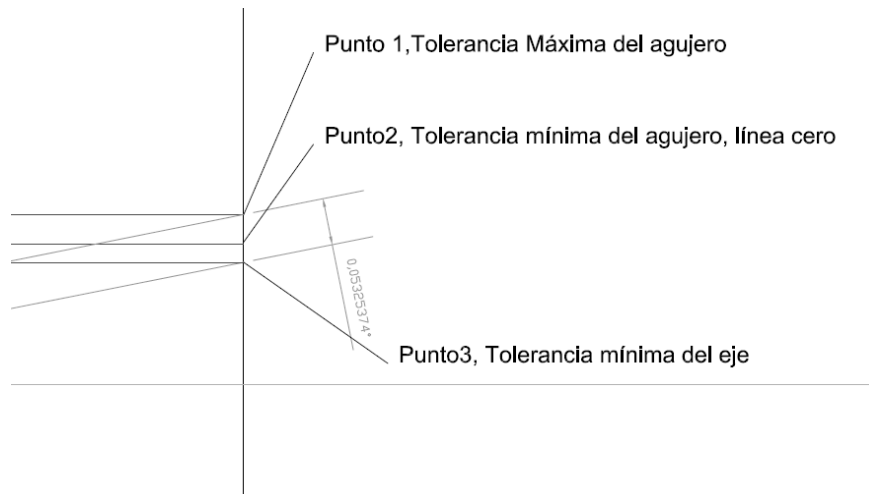 Punto 1,Tolerancia Máxima del agujero
Punto2, Tolerancia mínima del agujero, línea cero
0,05325374°
Punto3, Tolerancia mínima del eje